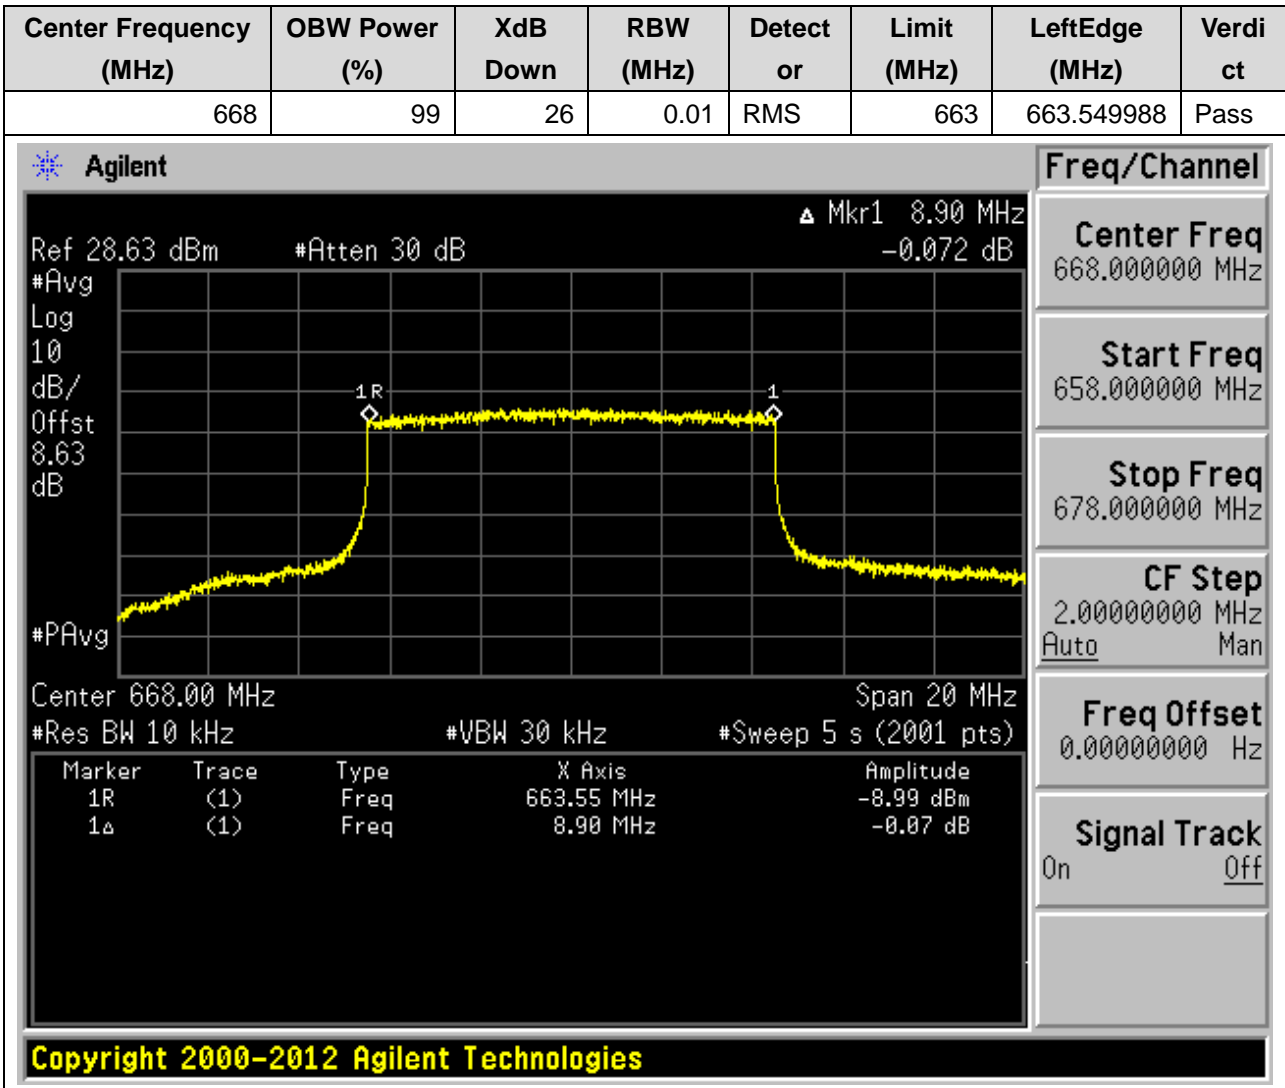 Center Frequency (MHz) OBW Power (%) XdB Down RBW (MHz) Detect or Limit (MHz) LeftEdge (MHz) Verdi ct
668 99 26 0.01 RMS 663 663.549988 Pass
Agilent
Freq/Channel
Δ Mkr1 8.90 MHz
Ref 28.63 dBm #Atten 30 dB -0.072 dB
#Avg
Log
10
dB/
Offst
8.63
dB
#PAvg
1R
1
Center 668.00 MHz Span 20 MHz
#Res BW 10 kHz #VBW 30 kHz #Sweep 5 s (2001 pts)
Marker Trace Type X Axis Amplitude
1R (1) Freq 663.55 MHz -8.99 dBm
1Δ (1) Freq 8.90 MHz -0.07 dB
Center Freq
668.000000 MHz
Start Freq
658.000000 MHz
Stop Freq
678.000000 MHz
CF Step
2.00000000 MHz
Auto Man
Freq Offset
0.00000000 Hz
Signal Track
On Off
Copyright 2000-2012 Agilent Technologies